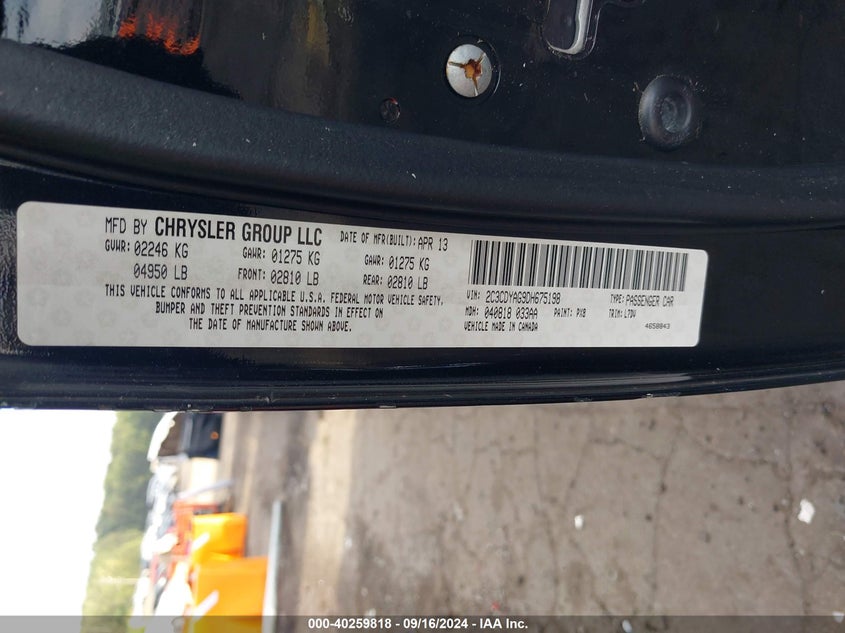 MFD BY CHRYSLER GROUP LLC DATE OF MFR(BUILT): APR 13
GVWR: 02246 KG GAWR: 01275 KG GAWR: 01275 KG
04950 LB FRONT: 02810 LB REAR: 02810 LB
THIS VEHICLE CONFORMS TO ALL APPLICABLE U.S.A. FEDERAL MOTOR VEHICLE SAFETY,
BUMPER AND THEFT PREVENTION STANDARDS IN EFFECT ON
THE DATE OF MANUFACTURE SHOWN ABOVE.
VIN: 2C3CDYAG9DH675198 TYPE: PASSENGER CAR
MDH: 040818 033AA PAINT: PX8 TRIM: L7DV
VEHICLE MADE IN CANADA 4658843
000-40259818 - 09/16/2024 - IAA Inc.